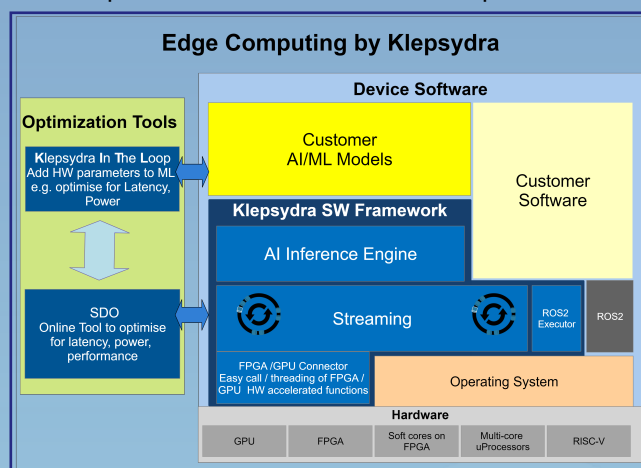 Edge Computing by Klepsydra
Device Software
Optimization Tools
Klepsydra In The Loop
Add HW parameters to ML
e.g. optimise for Latency,
Power
SDO
Online Tool to optimise
for latency, power,
performance
Customer
AI/ML Models
Customer
Software
Klepsydra SW Framework
AI Inference Engine
Streaming
ROS2
Executor
ROS2
FPGA /GPU Connector
Easy call / threading of FPGA /
GPU HW accelerated functions
Operating System
Hardware
GPU
FPGA
Soft cores on
FPGA
Multi-core
uProcessors
RISC-V